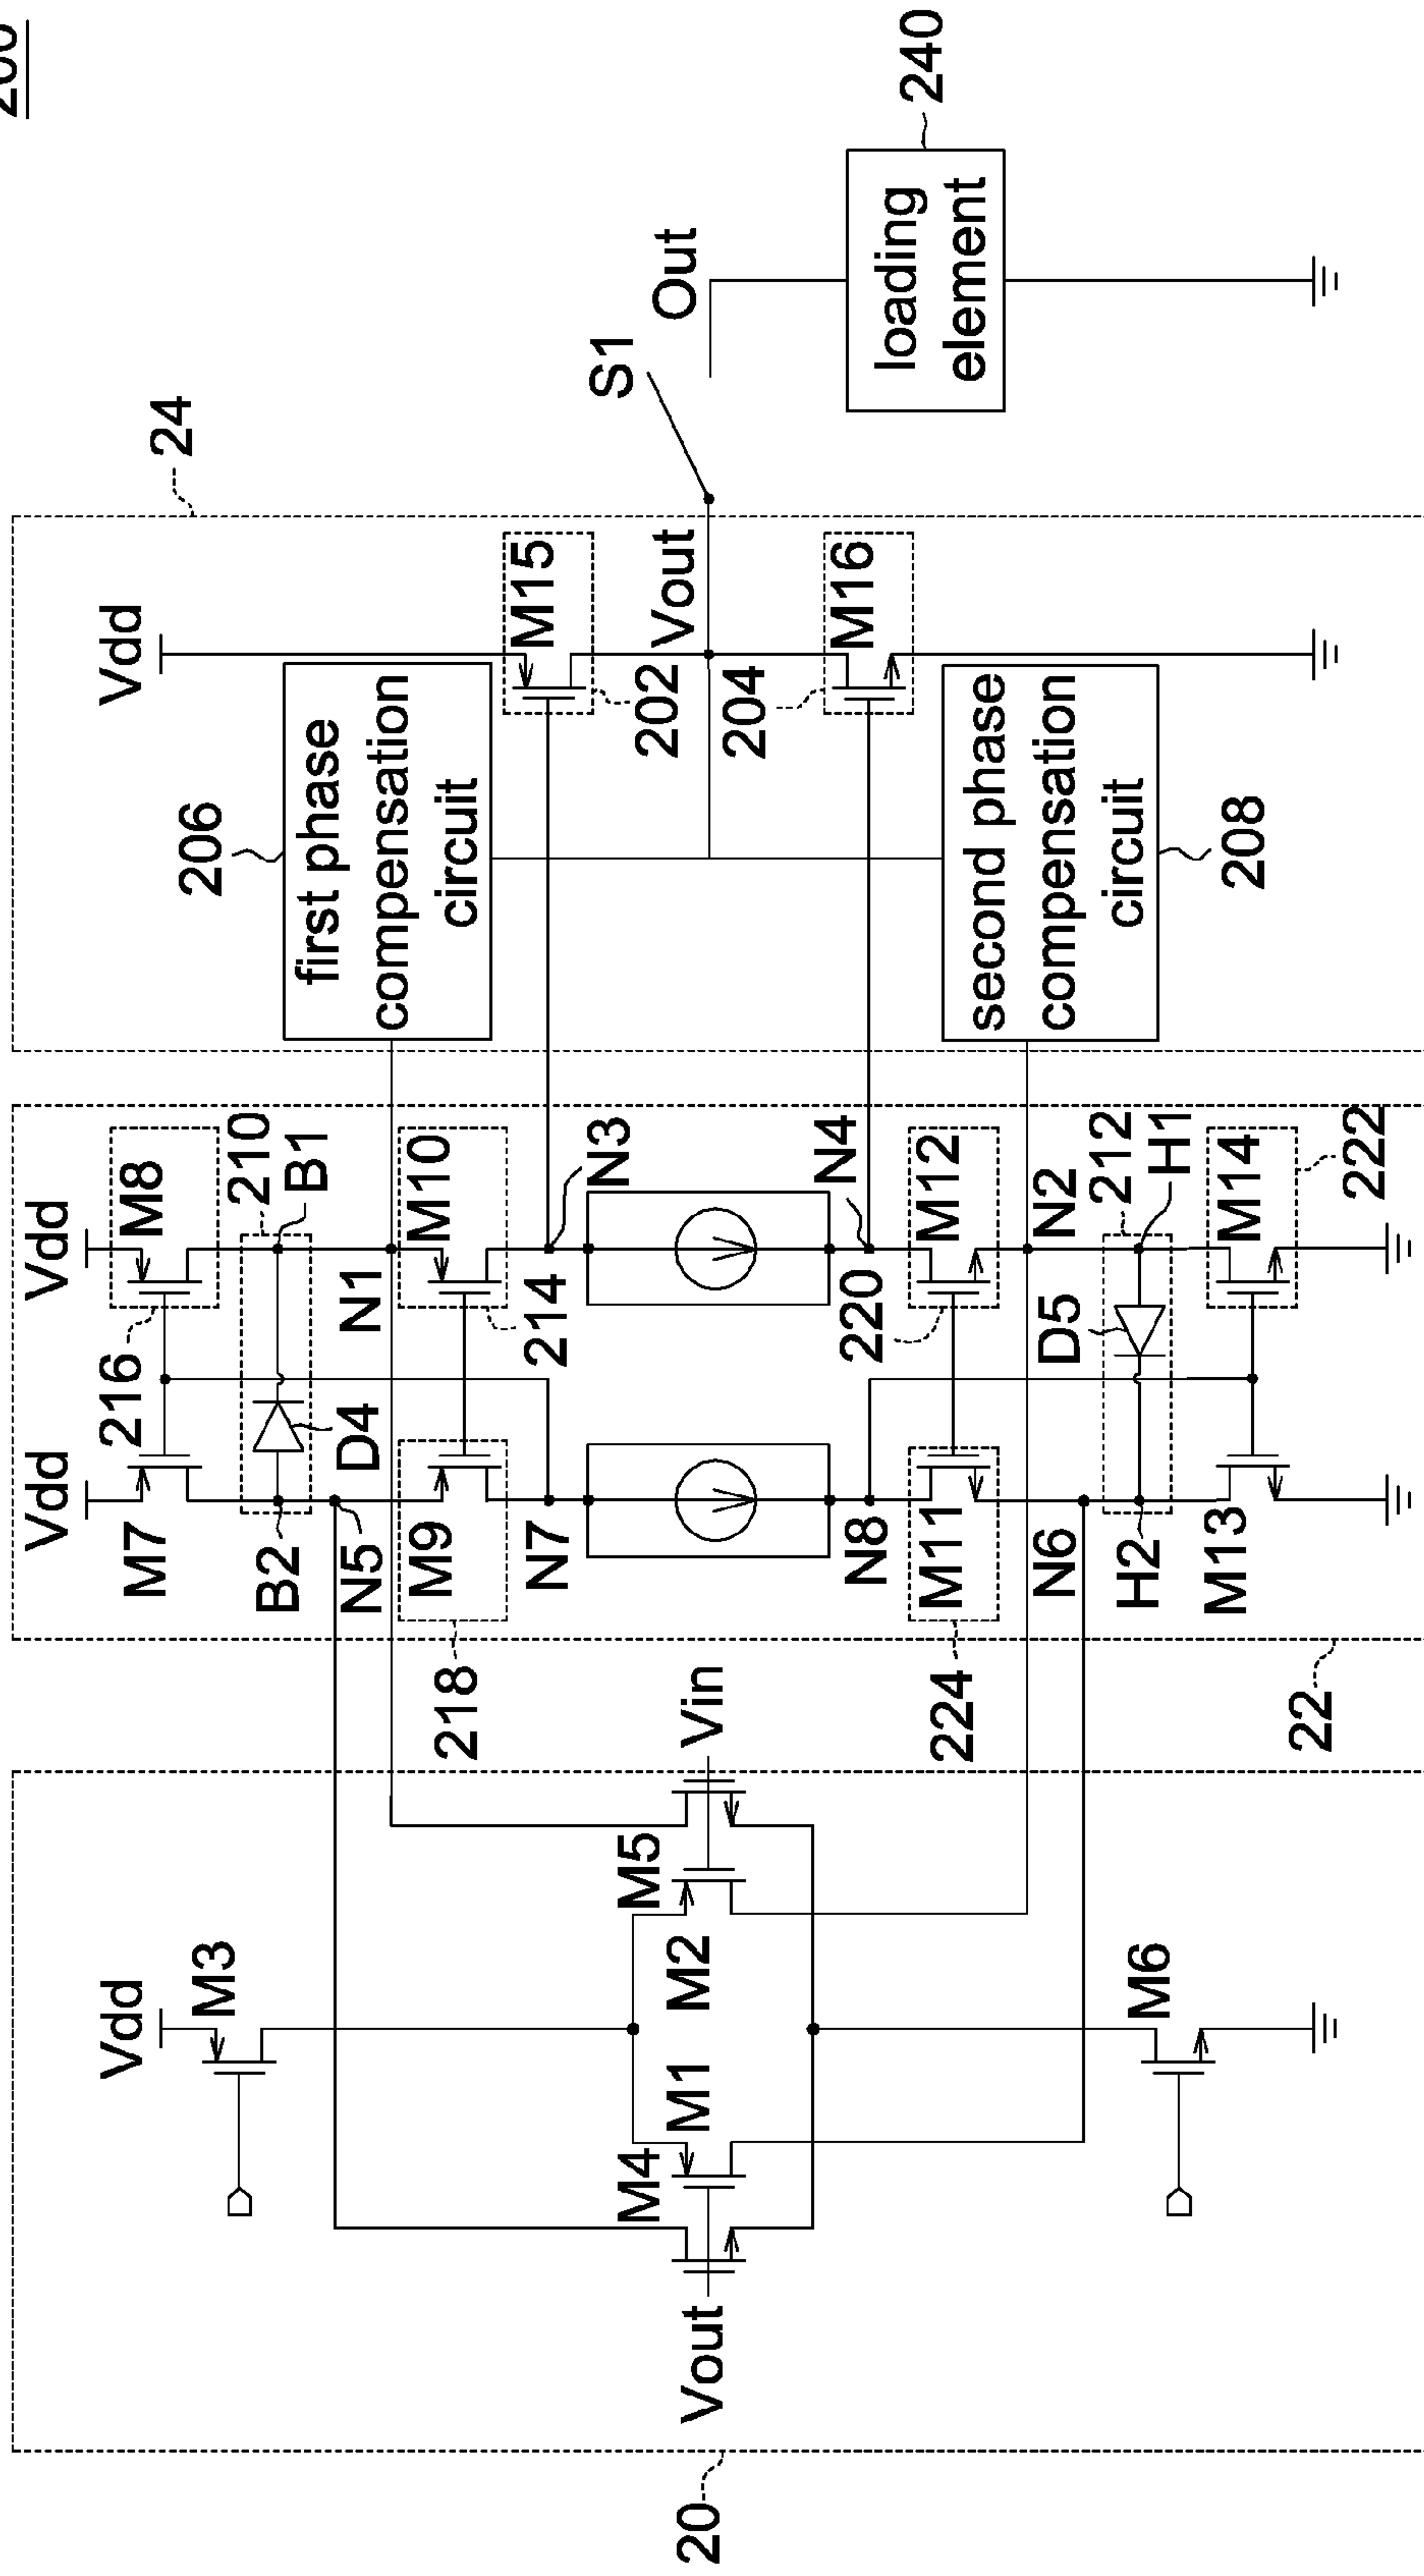 24
Vdd
206
first phase
compensation
circuit
M15
202
Vout
204
M16
second phase
compensation
circuit
208
S1
Out
loading
element
240
Vdd
Vdd
M8
216
M7
210
B1
D4
B2
N1
N5
M10
214
M9
218
N3
N7
N4
N8
M12
220
M11
224
N2
N6
D5
212
H1
H2
M14
222
M13
22
Vdd
M3
M5
Vin
M2
M1
M4
Vout
M6
20